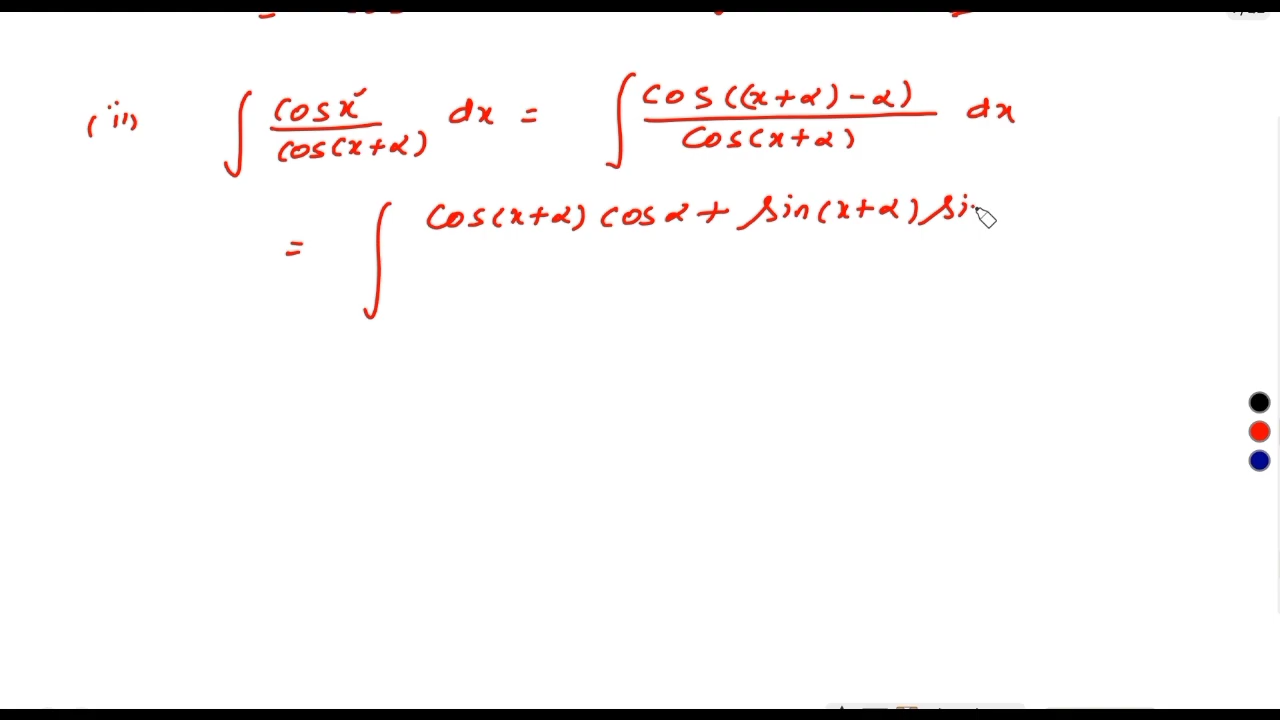 (ii) ∫ cos x / cos(x+α) dx = ∫ cos((x+α)-α) / cos(x+α) dx
= ∫ cos(x+α) cos α + sin(x+α) si